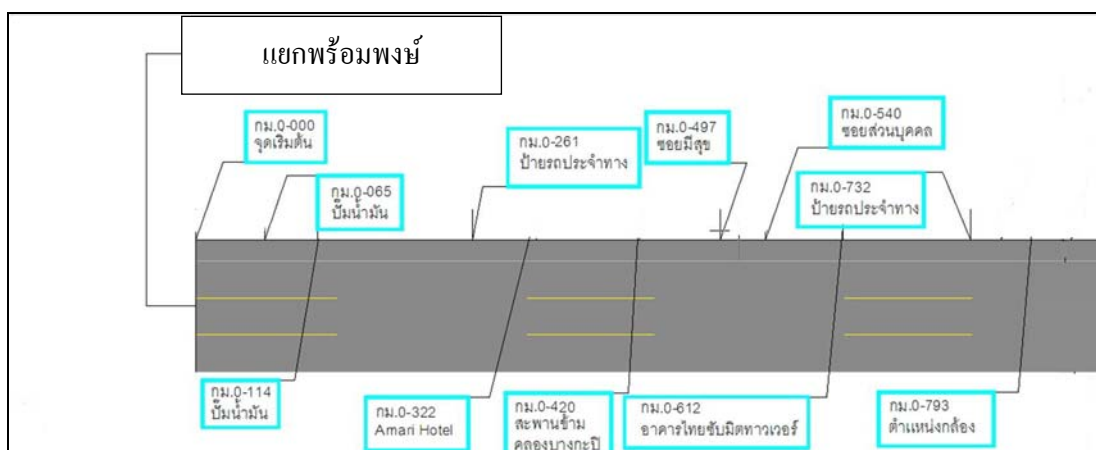 แยกพร้อมพงษ์
กม.0-000
จุดเริ่มต้น
กม.0-065
ปั๊มน้ำมัน
กม.0-261
ป้ายรถประจำทาง
กม.0-497
ซอยมีสุข
กม.0-540
ซอยส่วนบุคคล
กม.0-732
ป้ายรถประจำทาง
กม.0-114
ปั๊มน้ำมัน
กม.0-322
Amari Hotel
กม.0-420
สะพานข้าม
คลองบางกะปิ
กม.0-612
อาคารไทยซับมิตทาวเวอร์
กม.0-793
ตำแหน่งกล้อง